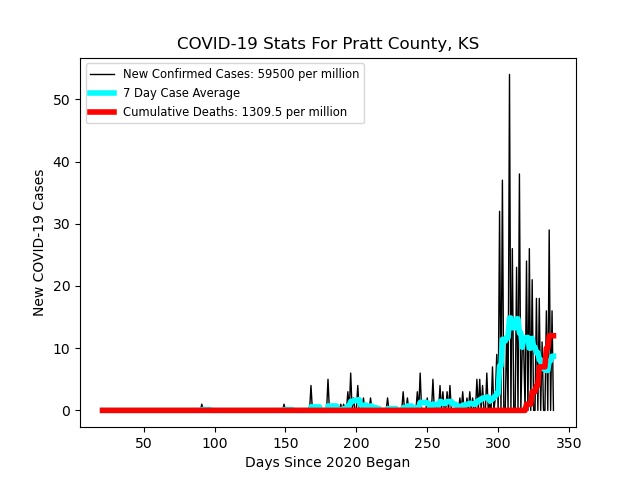 COVID-19 Stats For Pratt County, KS
New Confirmed Cases: 59500 per million
7 Day Case Average
Cumulative Deaths: 1309.5 per million
New COVID-19 Cases
50
40
30
20
10
0
50 100 150 200 250 300 350
Days Since 2020 Began